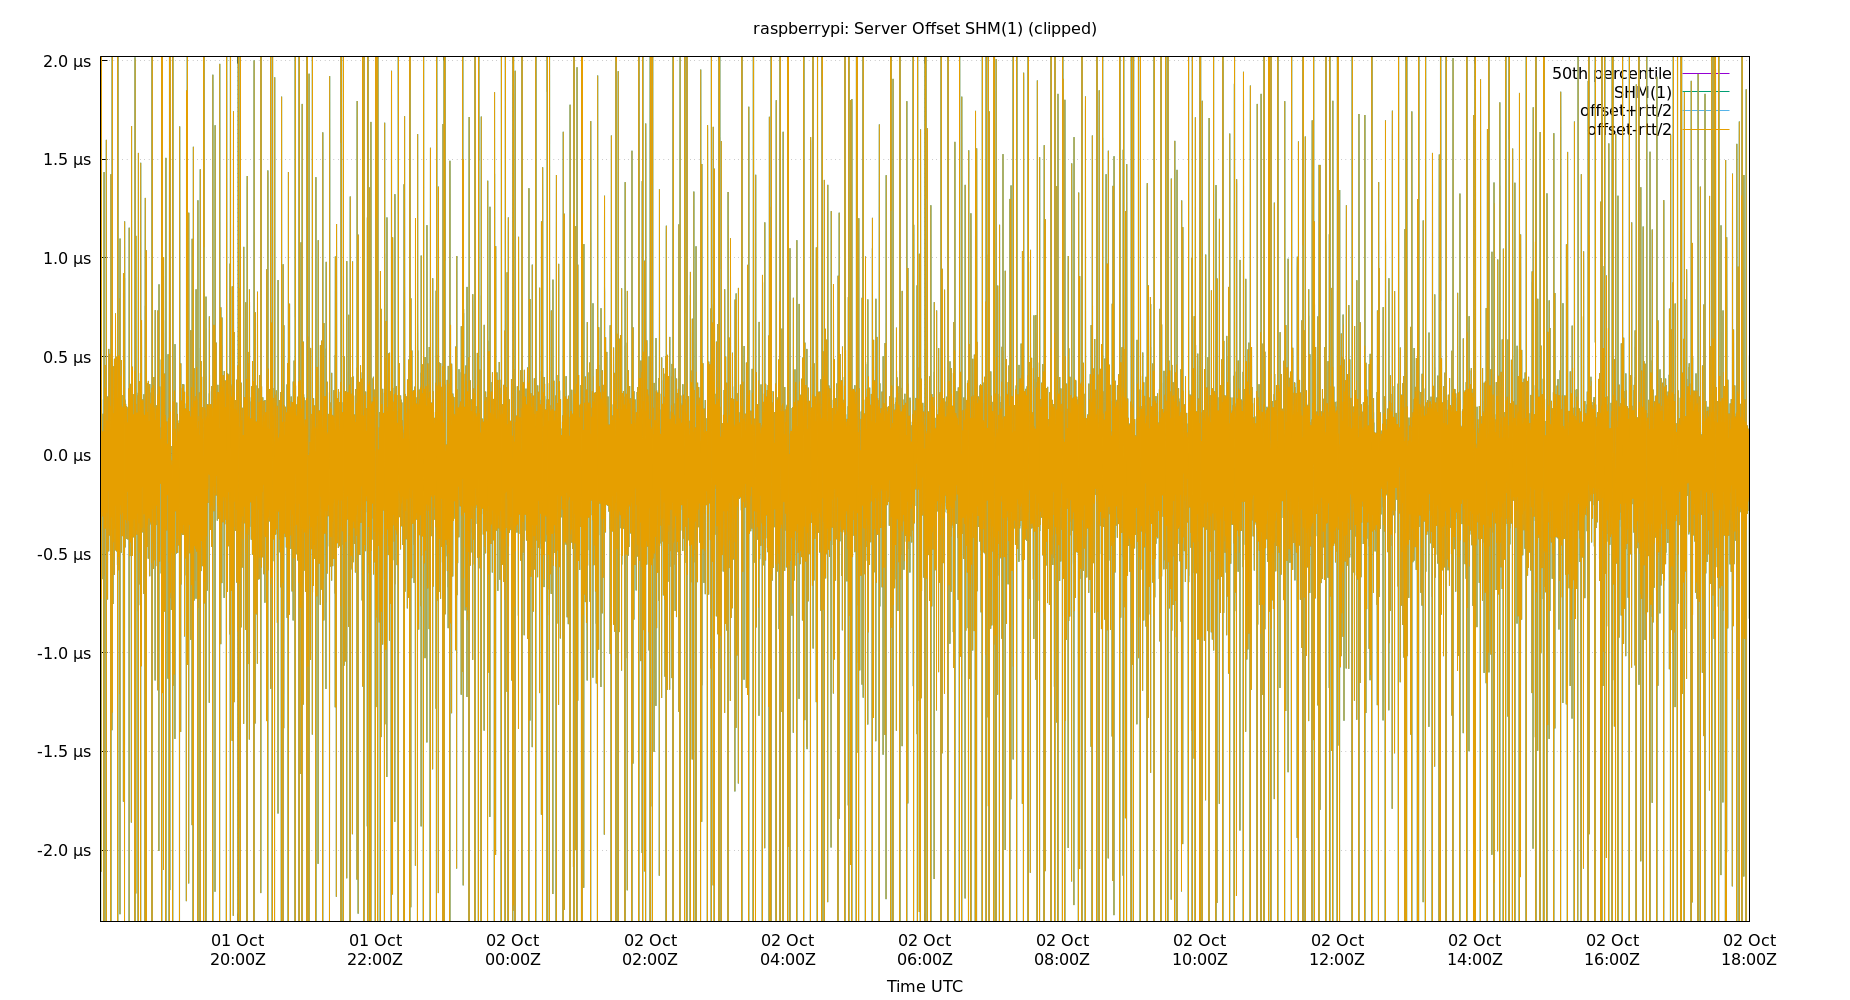 raspberrypi: Server Offset SHM(1) (clipped)
2.0 µs
1.5 µs
1.0 µs
0.5 µs
0.0 µs
-0.5 µs
-1.0 µs
-1.5 µs
-2.0 µs
50th percentile
SHM(1)
offset+rtt/2
offset-rtt/2
01 Oct 01 Oct 02 Oct 02 Oct 02 Oct 02 Oct 02 Oct 02 Oct 02 Oct 02 Oct 02 Oct 02 Oct
20:00Z 22:00Z 00:00Z 02:00Z 04:00Z 06:00Z 08:00Z 10:00Z 12:00Z 14:00Z 16:00Z 18:00Z
Time UTC